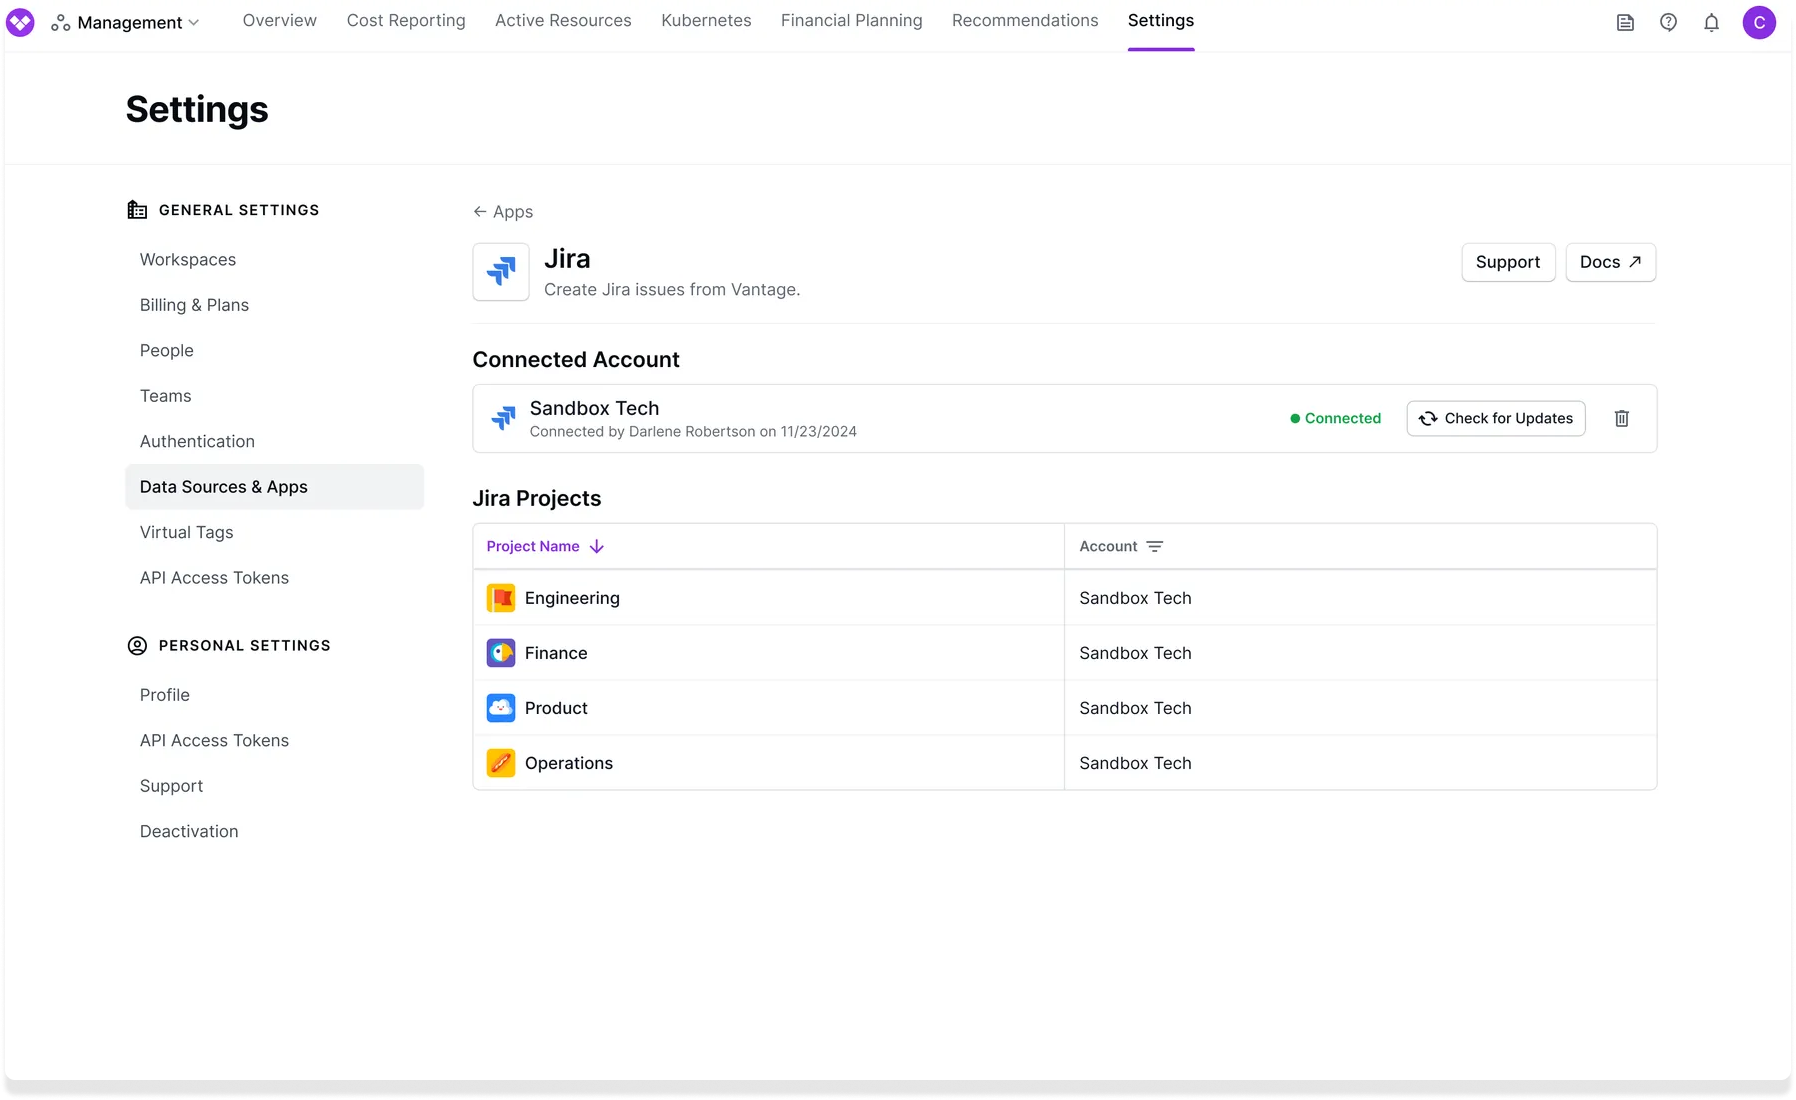 Management
Overview
Cost Reporting
Active Resources
Kubernetes
Financial Planning
Recommendations
Settings
C
Settings
GENERAL SETTINGS
Workspaces
Billing & Plans
People
Teams
Authentication
Data Sources & Apps
Virtual Tags
API Access Tokens
PERSONAL SETTINGS
Profile
API Access Tokens
Support
Deactivation
← Apps
Jira
Create Jira issues from Vantage.
Support
Docs ↗
Connected Account
Sandbox Tech
Connected by Darlene Robertson on 11/23/2024
Connected
Check for Updates
Jira Projects
Project Name ↓ Account
Engineering Sandbox Tech
Finance Sandbox Tech
Product Sandbox Tech
Operations Sandbox Tech